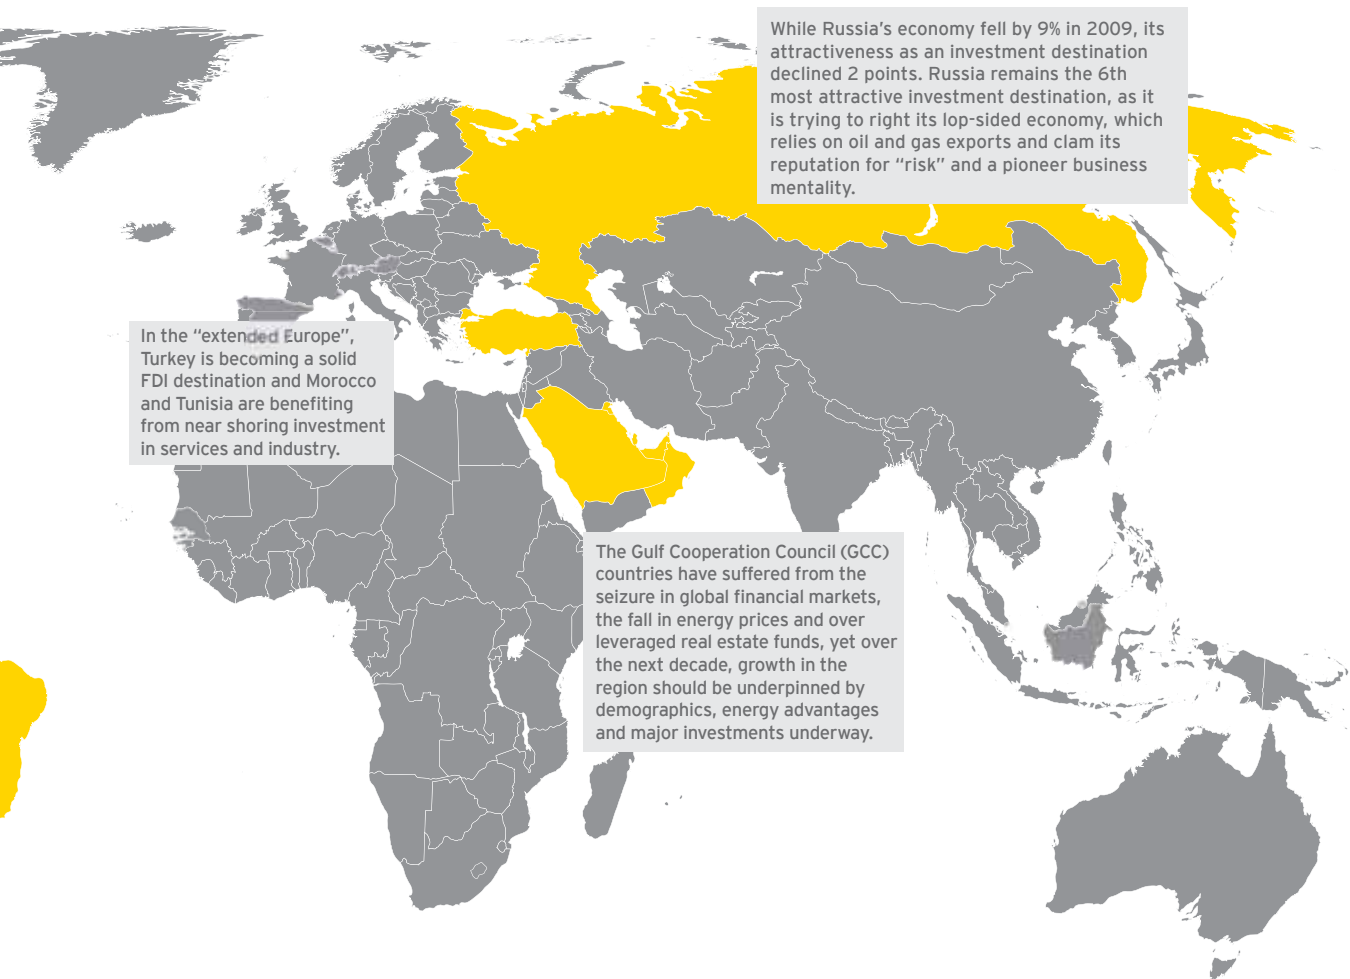 While Russia’s economy fell by 9% in 2009, its
attractiveness as an investment destination
declined 2 points. Russia remains the 6th
most attractive investment destination, as it
is trying to right its lop-sided economy, which
relies on oil and gas exports and clam its
reputation for “risk” and a pioneer business
mentality.
In the “extended Europe”,
Turkey is becoming a solid
FDI destination and Morocco
and Tunisia are benefiting
from near shoring investment
in services and industry.
The Gulf Cooperation Council (GCC)
countries have suffered from the
seizure in global financial markets,
the fall in energy prices and over
leveraged real estate funds, yet over
the next decade, growth in the
region should be underpinned by
demographics, energy advantages
and major investments underway.